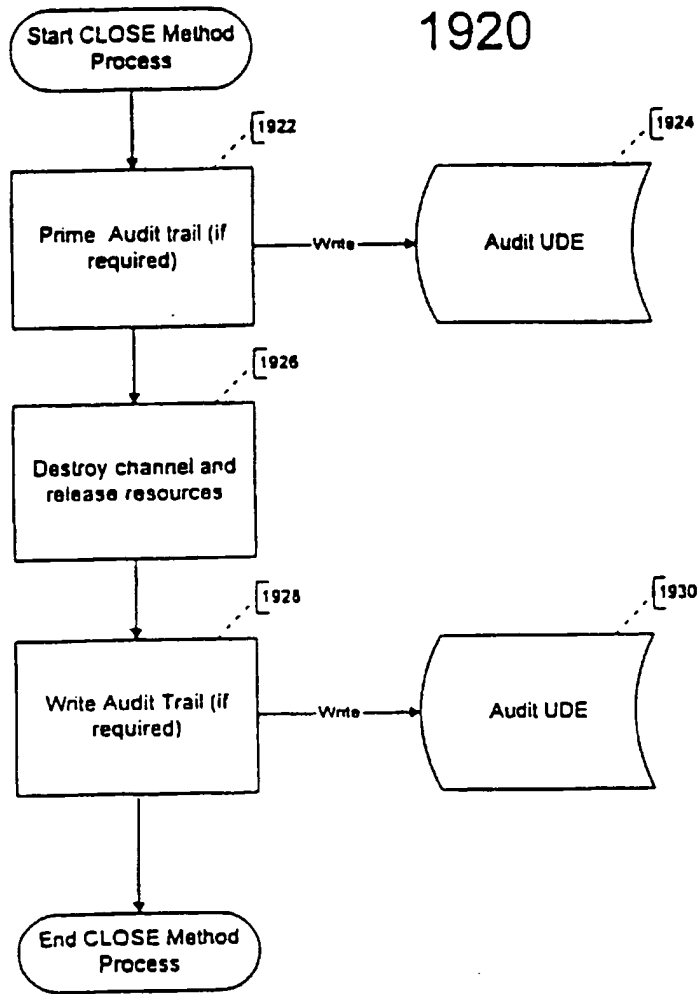 Start CLOSE Method
Process
1920
1922
1924
Prime Audit trail (if
required)
Write
Audit UDE
1926
Destroy channel and
release resources
1928
1930
Write Audit Trail (if
required)
Write
Audit UDE
End CLOSE Method
Process